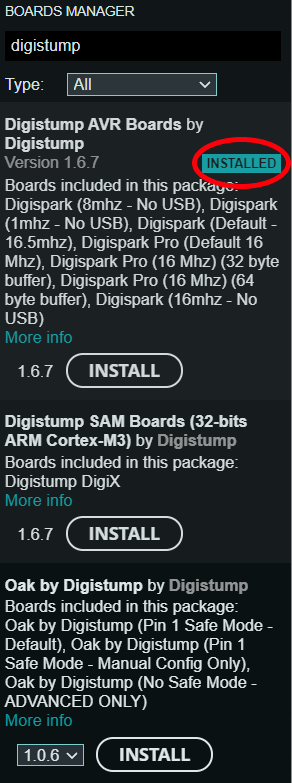 BOARDS MANAGER
digistump
Type: All
Digistump AVR Boards by
Digistump
Version 1.6.7 INSTALLED
Boards included in this package:
Digispark (8mhz - No USB), Digispark
(1mhz - No USB), Digispark (Default -
16.5mhz), Digispark Pro (Default 16
Mhz), Digispark Pro (16 Mhz) (32 byte
buffer), Digispark Pro (16 Mhz) (64
byte buffer), Digispark (16mhz - No
USB)
More info
1.6.7 INSTALL
Digistump SAM Boards (32-bits
ARM Cortex-M3) by Digistump
Boards included in this package:
Digistump DigiX
More info
1.6.7 INSTALL
Oak by Digistump by Digistump
Boards included in this package:
Oak by Digistump (Pin 1 Safe Mode -
Default), Oak by Digistump (Pin 1
Safe Mode - Manual Config Only),
Oak by Digistump (No Safe Mode -
ADVANCED ONLY)
More info
1.0.6 INSTALL